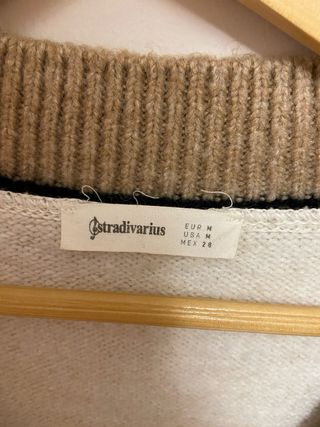 stradivarius
EUR M
USA M
MEX 28